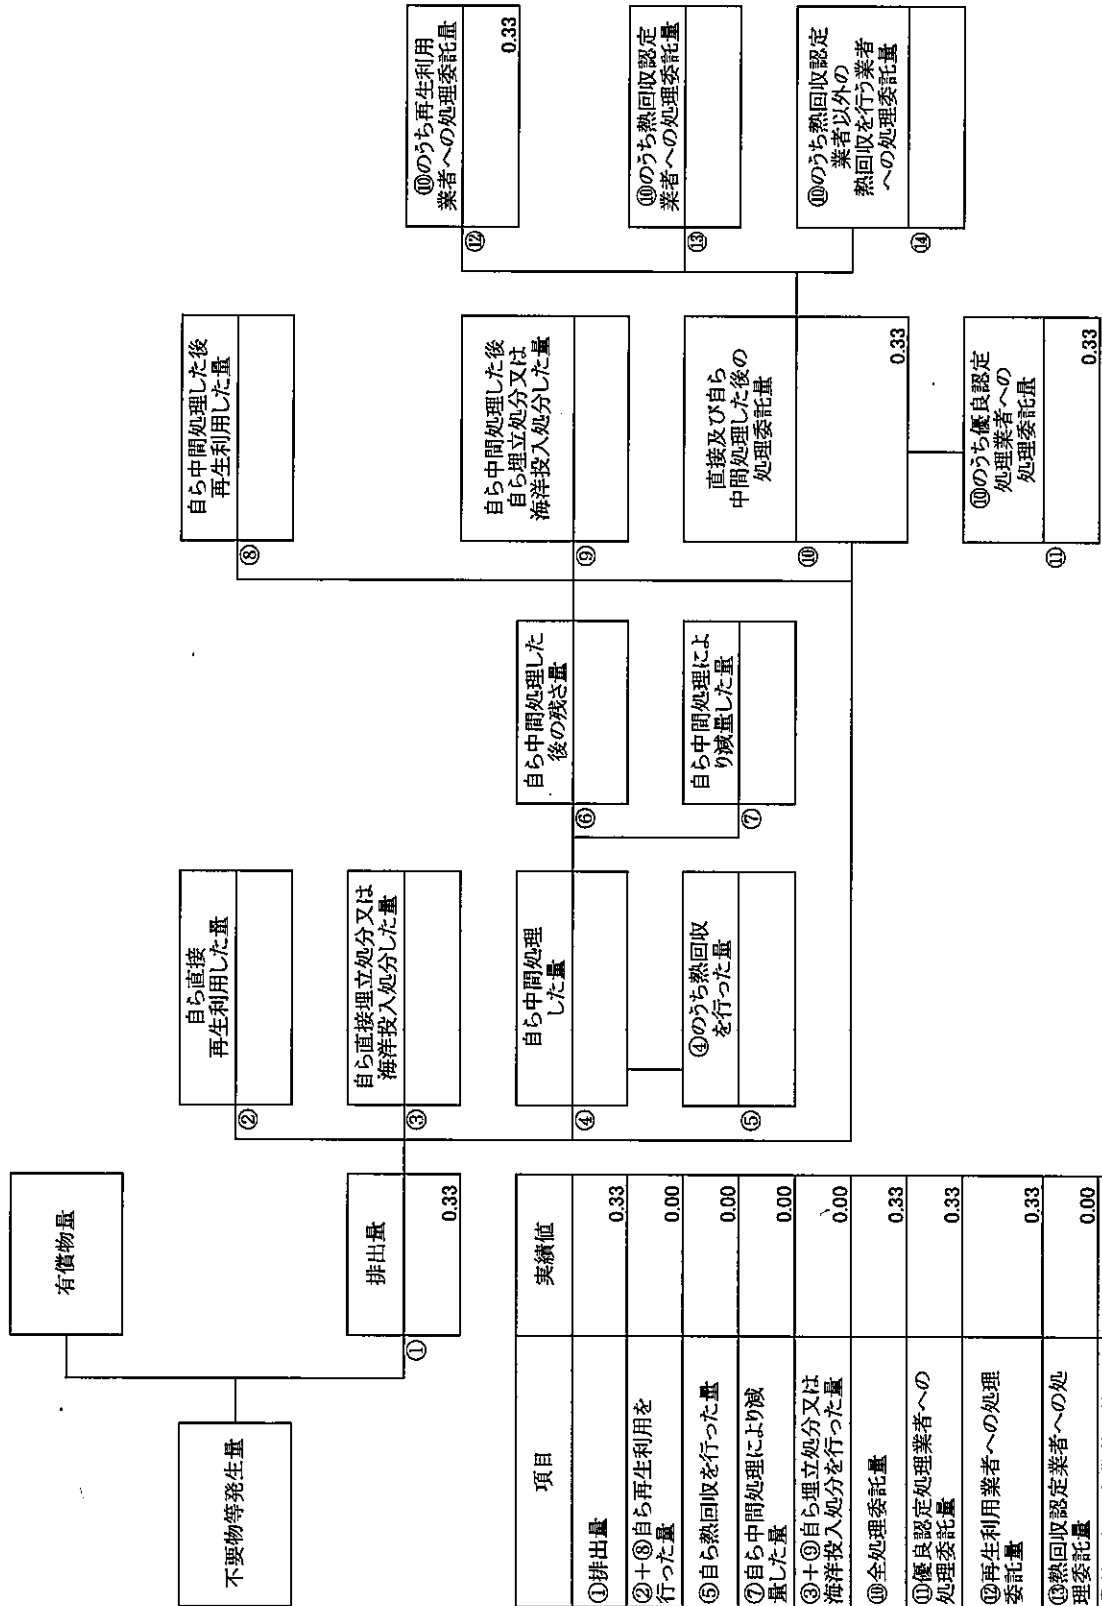 不要物等発生量
有償物量
排出量
①
0.33
自ら直接
再生利用した量
②
自ら直接埋立処分又は
海洋投入処分した量
③
自ら中間処理
した量
④
④のうち熱回収
を行った量
⑤
自ら中間処理した
後の残さ量
⑥
自ら中間処理によ
り減量した量
⑦
自ら中間処理した後
再生利用した量
⑧
自ら中間処理した後
自ら埋立処分又は
海洋投入処分した量
⑨
直接及び自ら
中間処理した後の
処理委託量
⑩
0.33
⑩のうち優良認定
処理業者への
処理委託量
⑪
0.33
⑩のうち再生利用
業者への処理委託量
⑫
0.33
⑩のうち熱回収認定
業者への処理委託量
⑬
⑩のうち熱回収認定
業者以外の
熱回収を行う業者
への処理委託量
⑭
項目 実績値
①排出量 0.33
②+⑧自ら再生利用を
行った量 0.00
⑤自ら熱回収を行った量 0.00
⑦自ら中間処理により減
量した量 0.00
③+⑨自ら埋立処分又は
海洋投入処分を行った量 0.00
⑩全処理委託量 0.33
⑪優良認定処理業者への
処理委託量 0.33
⑫再生利用業者への処理
委託量 0.33
⑬熱回収認定業者への処
理委託量 0.00